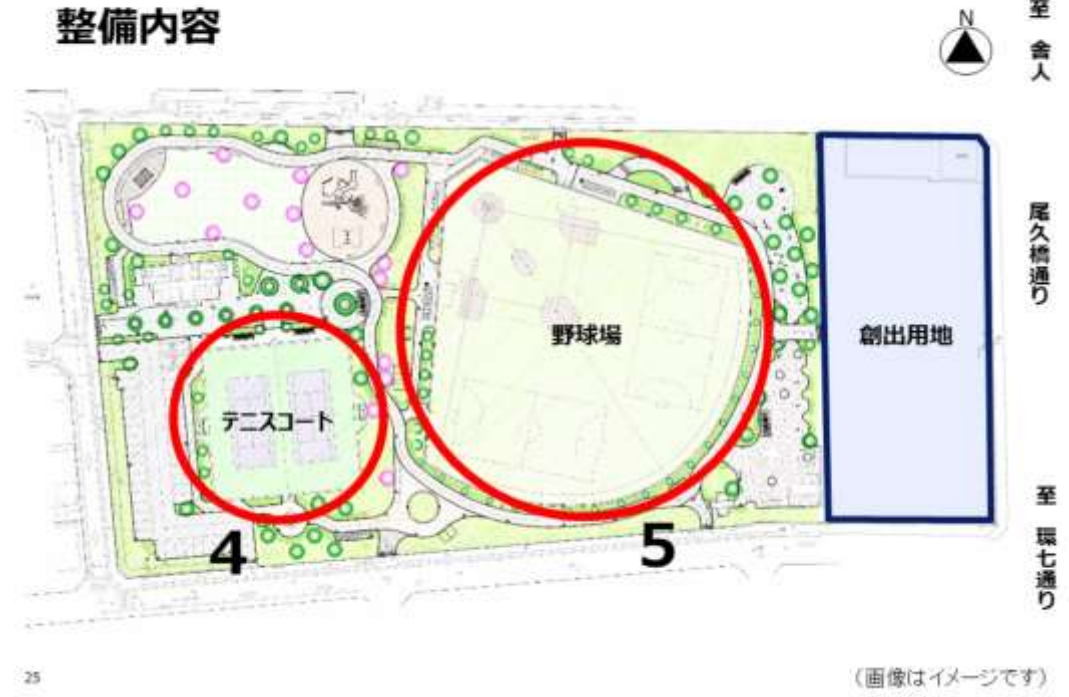 整備内容
N
至 舎人
尾久橋通り
野球場
創出用地
テニスコート
4
5
至 環七通り
25
(画像はイメージです)